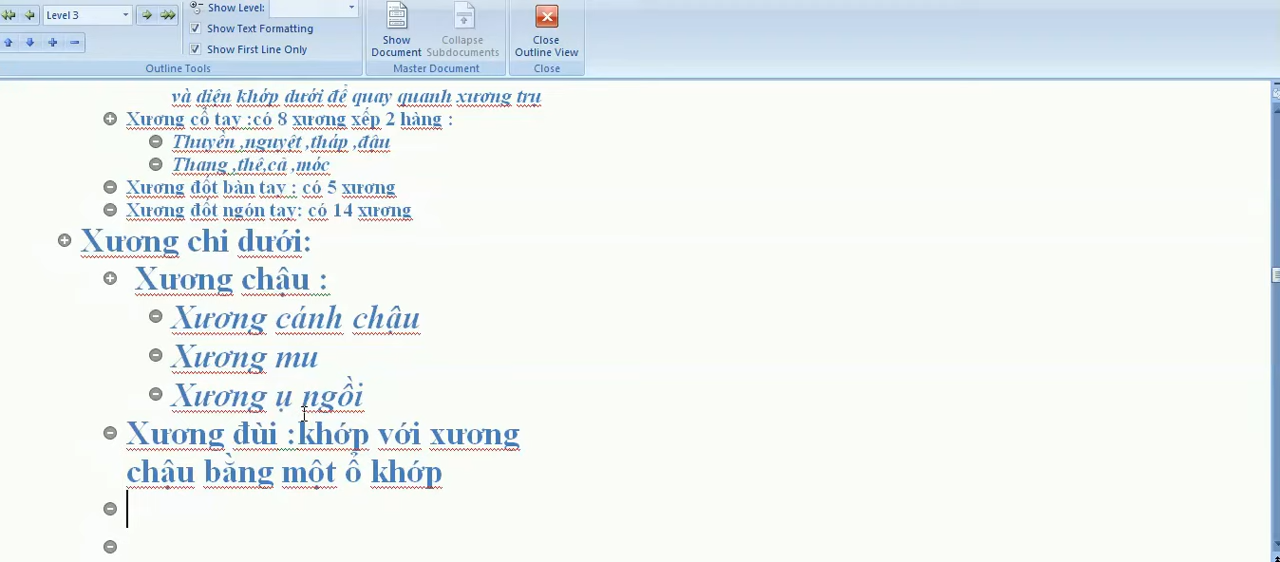 Level 3
Show Level:
Show Text Formatting
Show First Line Only
Outline Tools
Show Document
Collapse Subdocuments
Master Document
Close Outline View
Close
và diện khớp dưới để quay quanh xương trụ
Xương cổ tay :có 8 xương xếp 2 hàng :
Thuyền ,nguyệt ,tháp ,đậu
Thang ,thê,cả ,móc
Xương đốt bàn tay : có 5 xương
Xương đốt ngón tay: có 14 xương
Xương chi dưới:
Xương chậu :
Xương cánh chậu
Xương mu
Xương ụ ngồi
Xương đùi :khớp với xương
chậu bằng một ổ khớp